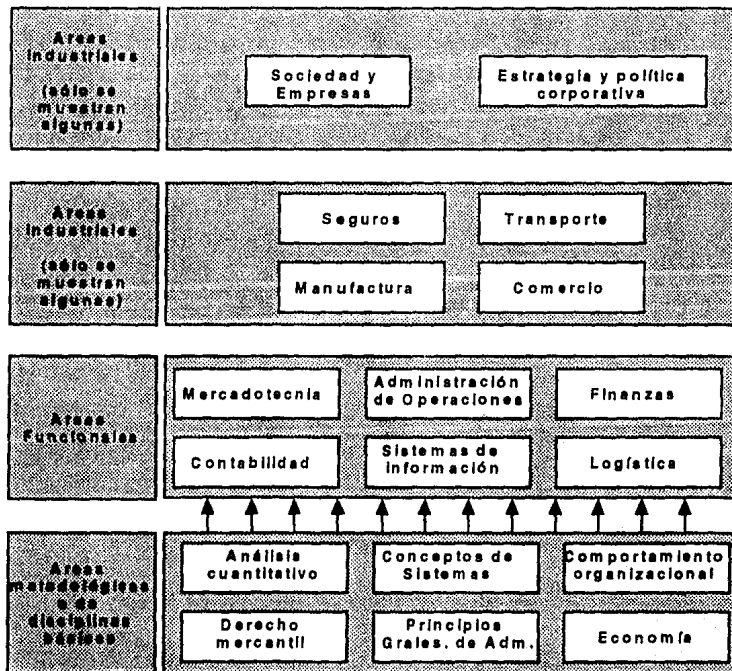 Areas
Industriales
(sólo se
muestran
algunas)
Sociedad y
Empresas
Estrategia y política
corporativa
Areas
Industriales
(sólo se
muestran
algunas)
Seguros
Transporte
Manufactura
Comercio
Areas
Funcionales
Mercadotecnia
Administración
de Operaciones
Finanzas
Contabilidad
Sistemas de
Información
Logística
Areas
metodológicas
o de
disciplinas
básicas
Análisis
cuantitativo
Conceptos de
Sistemas
Comportamiento
organizacional
Derecho
mercantil
Principios
Grales. de Adm.
Economía